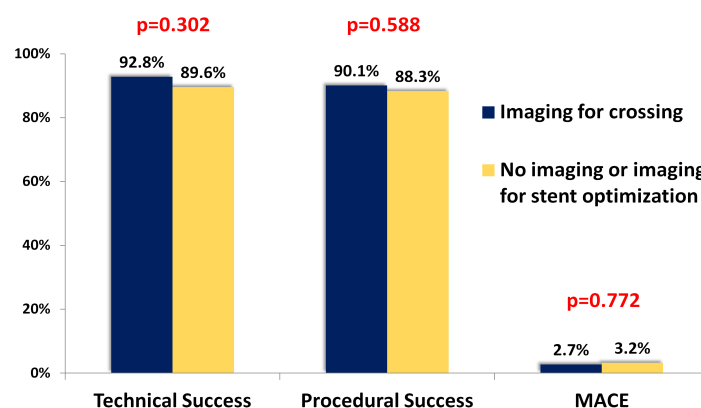 p=0.302
p=0.588
100%
92.8%
89.6%
90.1%
88.3%
80%
Imaging for crossing
No imaging or imaging
for stent optimization
60%
40%
20%
p=0.772
2.7%
3.2%
0%
Technical Success
Procedural Success
MACE